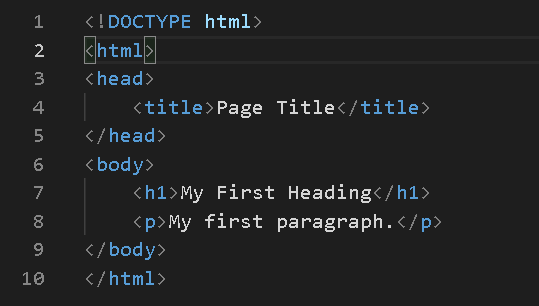 1 <!DOCTYPE html>
2 <html>
3 <head>
4     <title>Page Title</title>
5 </head>
6 <body>
7     <h1>My First Heading</h1>
8     <p>My first paragraph.</p>
9 </body>
10 </html>